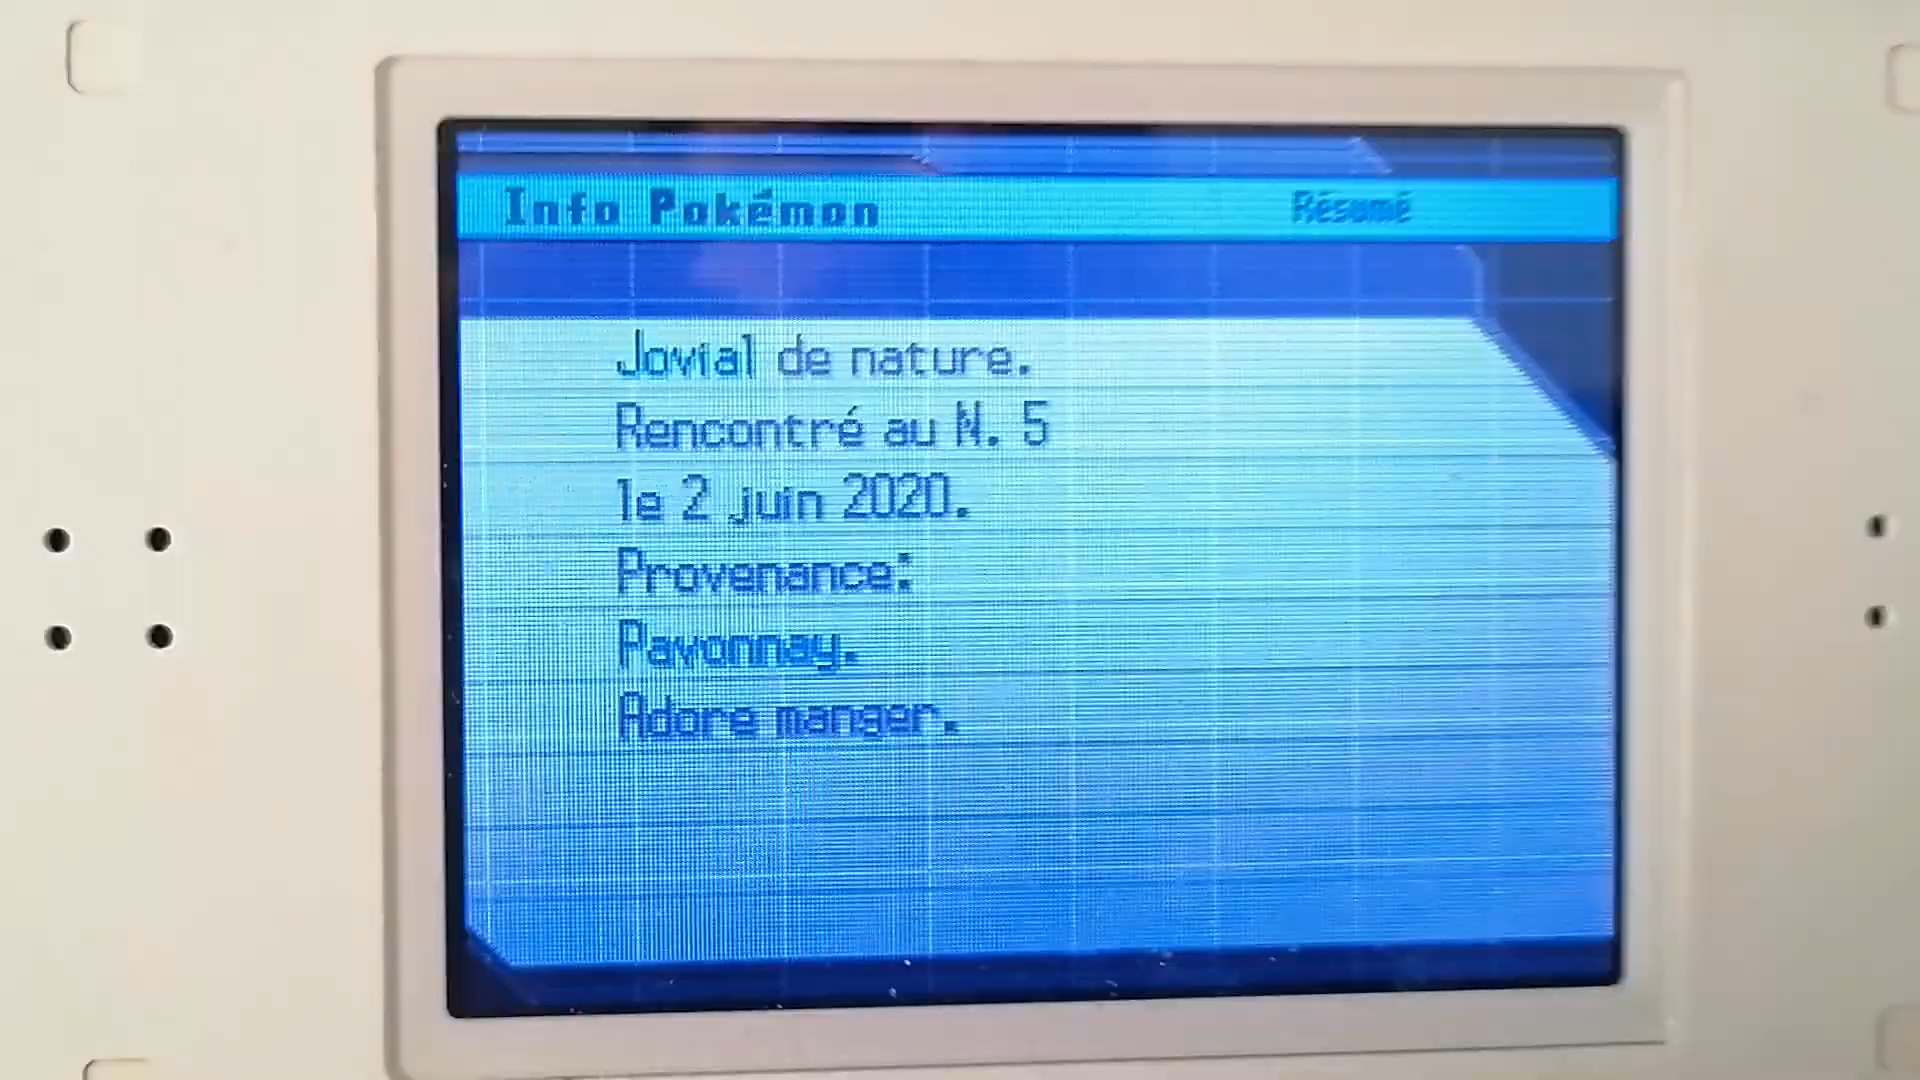 Info Pokémon
Résumé
Jovial de nature.
Rencontré au N. 5
le 2 juin 2020.
Provenance:
Pavonnay.
Adore manger.